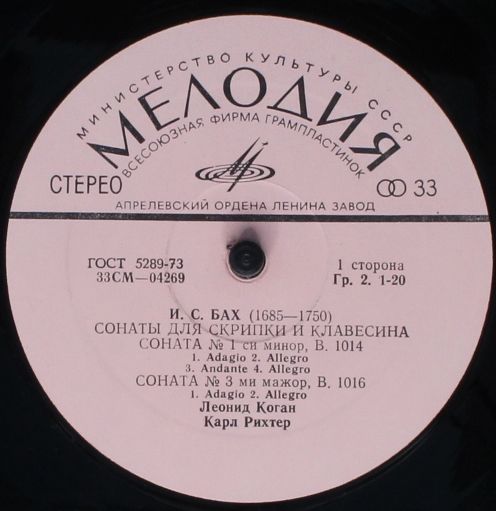 МИНИСТЕРСТВО КУЛЬТУРЫ СССР
МЕЛОДИЯ
ВСЕСОЮЗНАЯ ФИРМА ГРАМПЛАСТИНОК
СТЕРЕО 33
АПРЕЛЕВСКИЙ ОРДЕНА ЛЕНИНА ЗАВОД
ГОСТ 5289-73 1 сторона
33СМ—04269 Гр. 2. 1-20
И. С. БАХ (1685—1750)
СОНАТЫ ДЛЯ СКРИПКИ И КЛАВЕСИНА
СОНАТА № 1 си минор, В. 1014
1. Adagio 2. Allegro
3. Andante 4. Allegro
СОНАТА № 3 ми мажор, В. 1016
1. Adagio 2. Allegro
Леонид Коган
Карл Рихтер